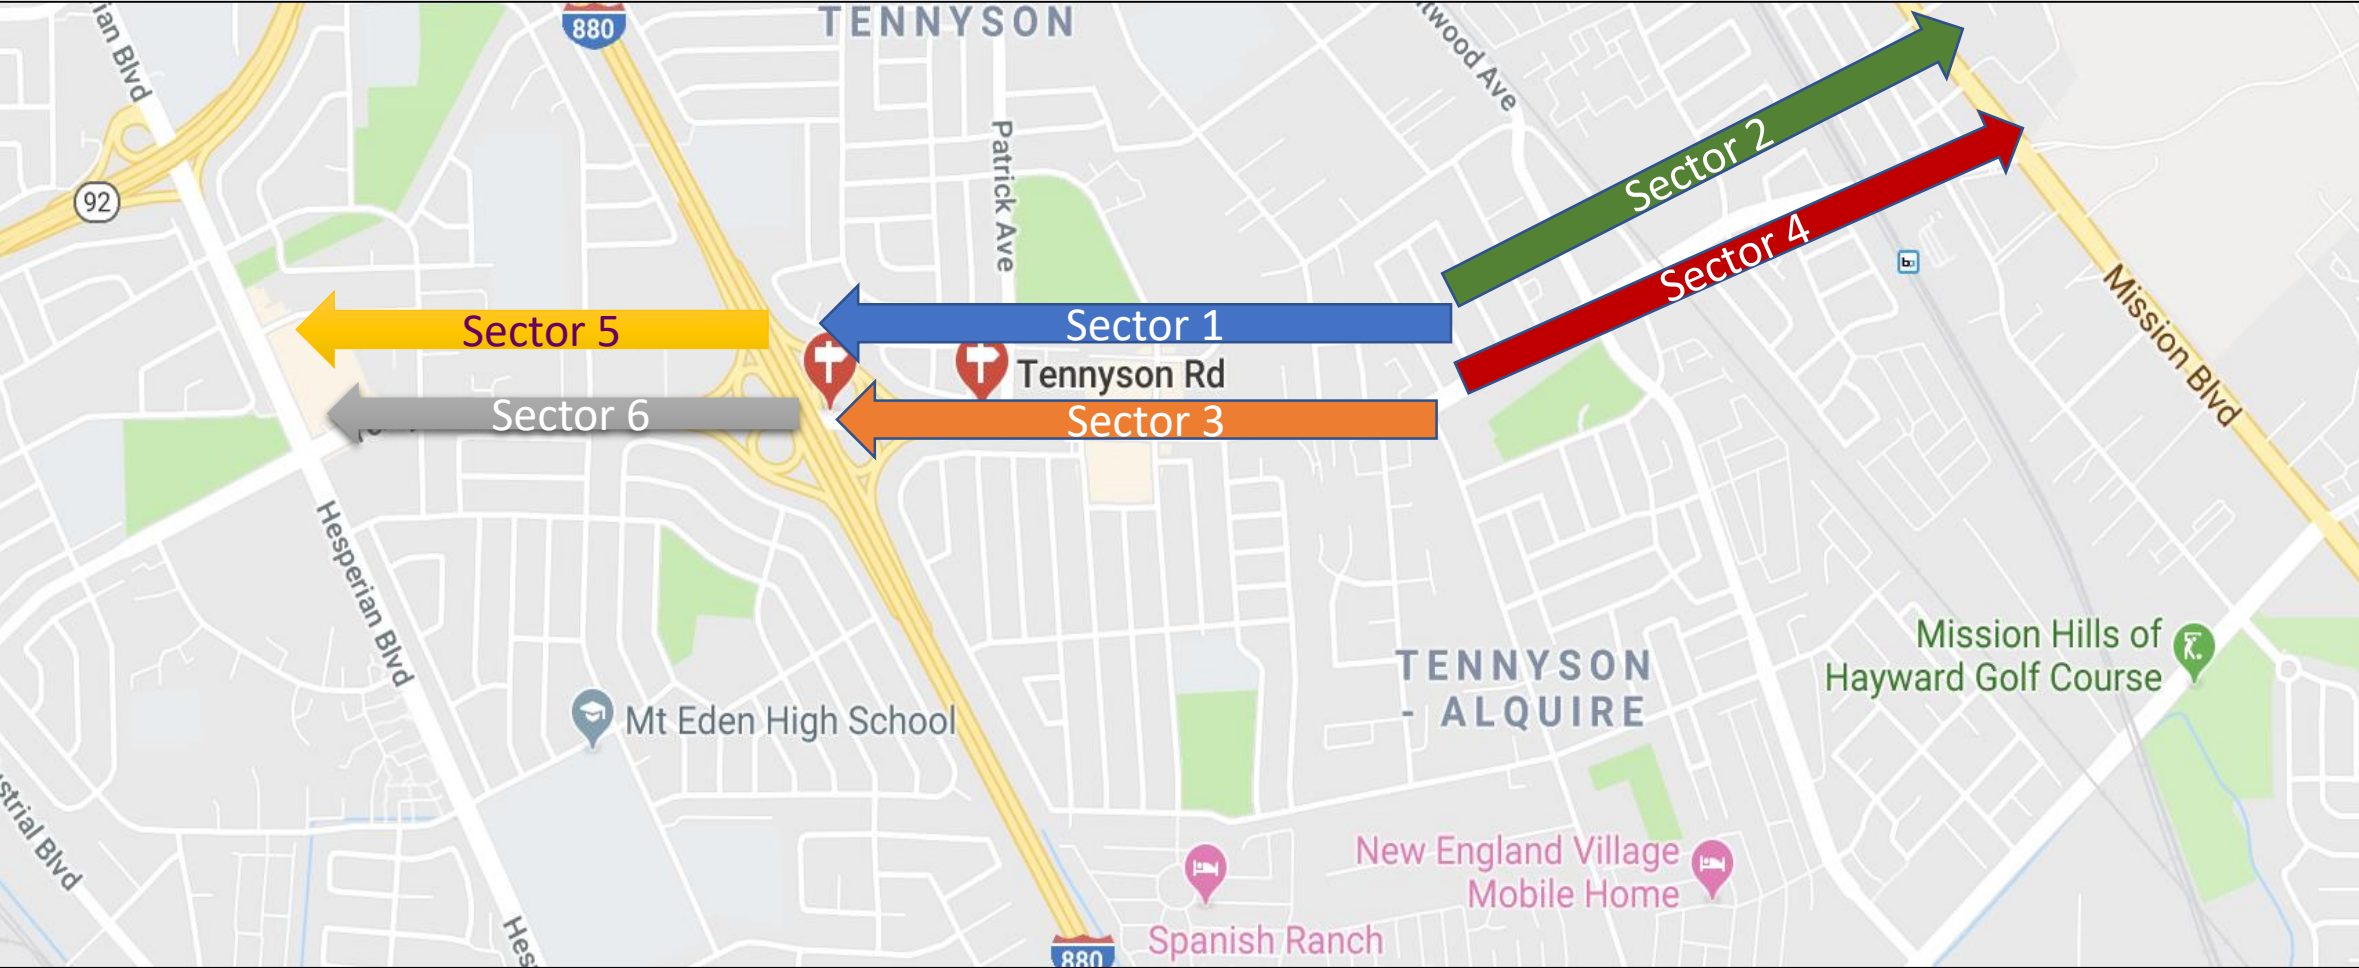 ian Blvd
880
TENNYSON
twood Ave
92
Patrick Ave
Sector 2
Sector 4
Sector 5
Sector 1
Tennyson Rd
Sector 6
Sector 3
Mission Blvd
Hesperian Blvd
Mt Eden High School
TENNYSON
- ALQUIRE
Mission Hills of
Hayward Golf Course
strial Blvd
New England Village
Mobile Home
Spanish Ranch
Hes
880